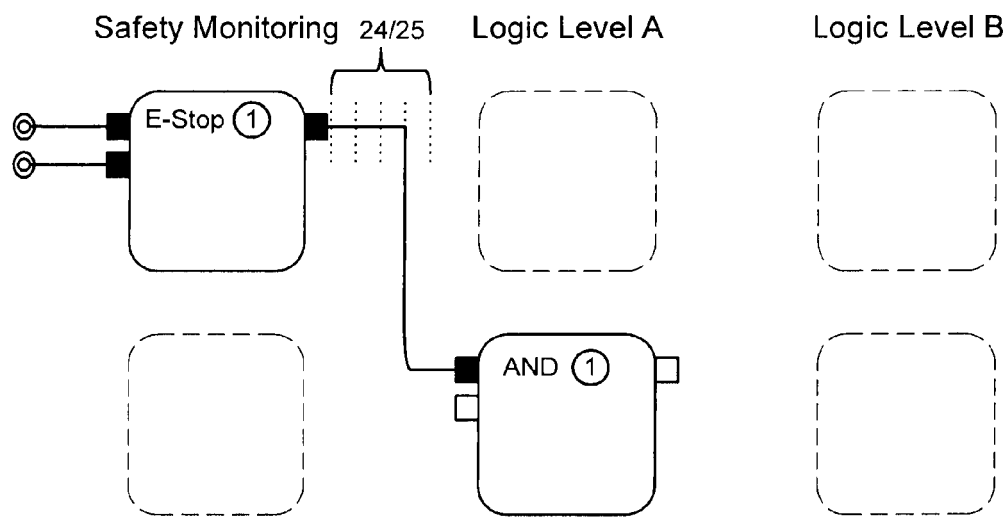 Safety Monitoring 24/25 Logic Level A Logic Level B
E-Stop 1
AND 1